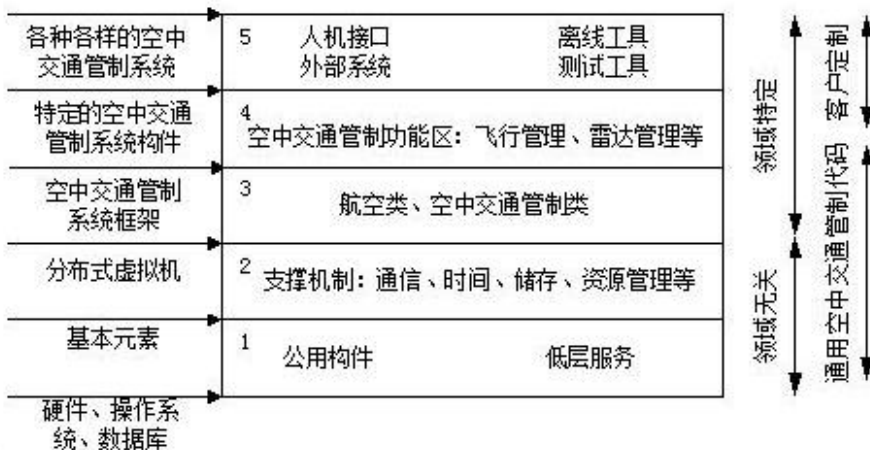 各种各样的空中
交通管制系统
5
人机接口
离线工具
外部系统
测试工具
特定的空中交通
管制系统构件
4
空中交通管制功能区：飞行管理、雷达管理等
空中交通管制
系统框架
3
航空类、空中交通管制类
分布式虚拟机
2
支撑机制：通信、时间、储存、资源管理等
基本元素
1
公用构件
低层服务
硬件、操作系
统、数据库
领域特定
领域无关
客户定制
通用空中交通管制代码